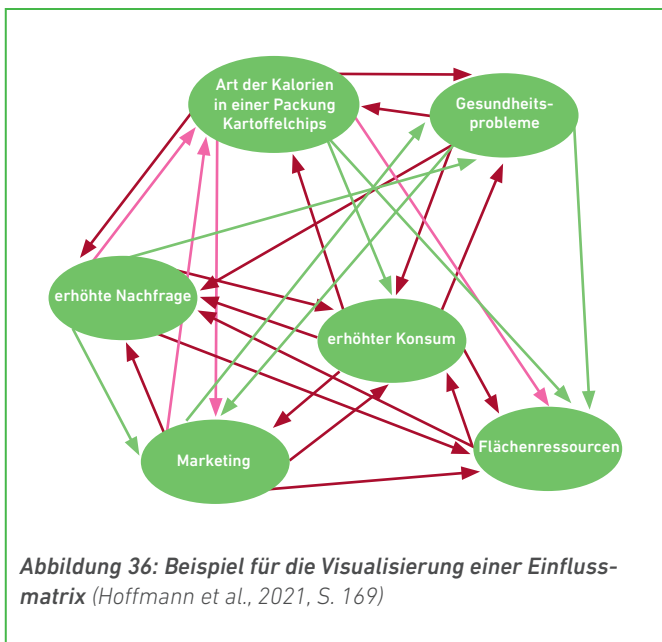 Art der Kalorien
in einer Packung
Kartoffelchips
Gesundheits-
probleme
erhöhte Nachfrage
erhöhter Konsum
Marketing
Flächenressourcen
Abbildung 36: Beispiel für die Visualisierung einer Einfluss-
matrix (Hoffmann et al., 2021, S. 169)